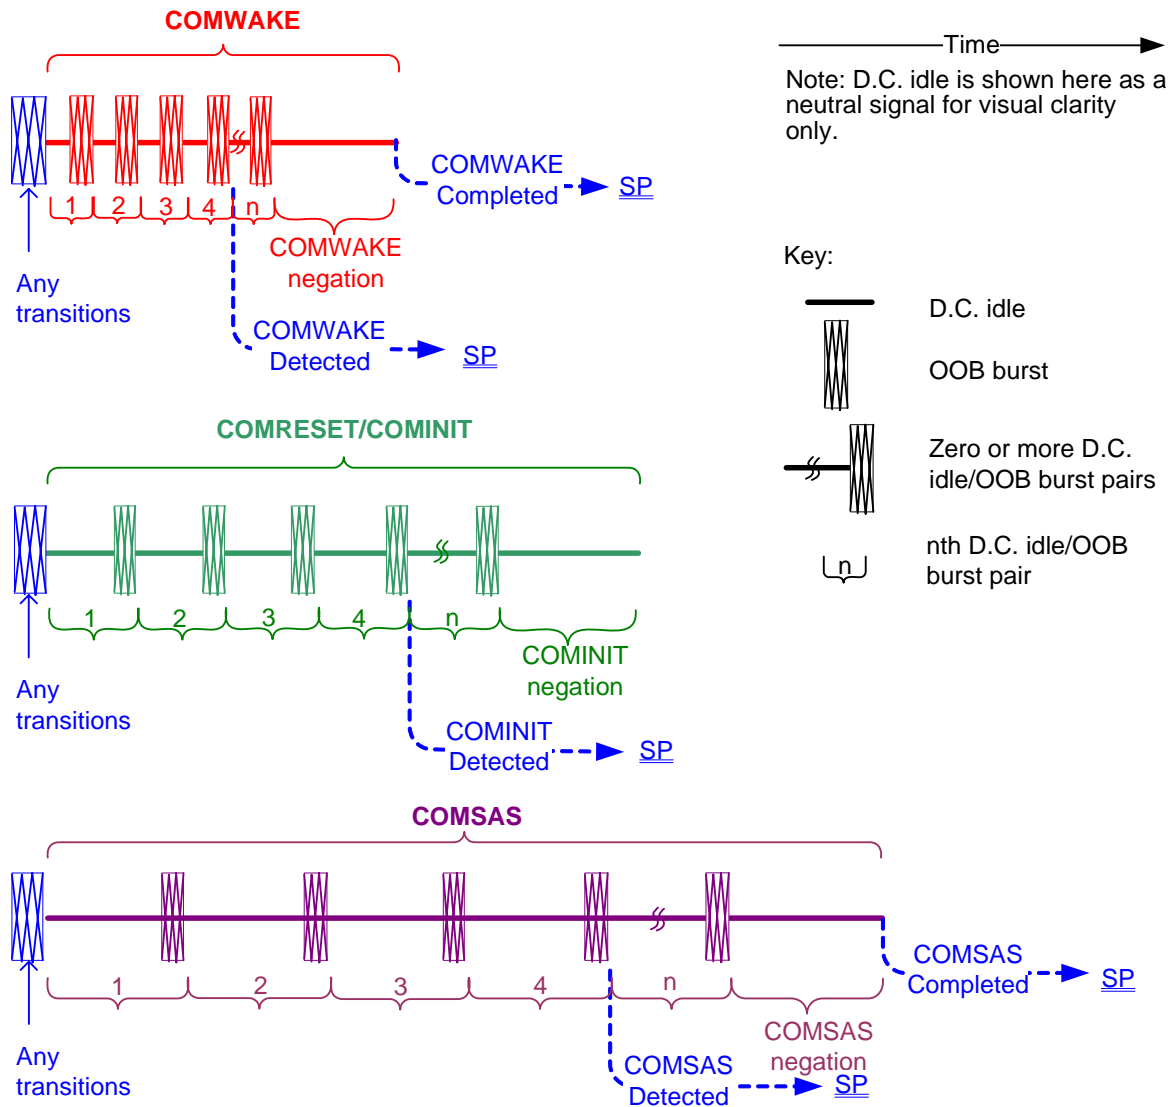 COMWAKE
Time
Note: D.C. idle is shown here as a
neutral signal for visual clarity
only.
COMWAKE
Completed
SP
1 2 3 4 n
COMWAKE
negation
Any
transitions
COMWAKE
Detected
SP
Key:
D.C. idle
OOB burst
Zero or more D.C.
idle/OOB burst pairs
n
nth D.C. idle/OOB
burst pair
COMRESET/COMINIT
1 2 3 4 n
COMINIT
negation
Any
transitions
COMINIT
Detected
SP
COMSAS
COMSAS
Completed
SP
1 2 3 4 n
COMSAS
negation
Any
transitions
COMSAS
Detected
SP